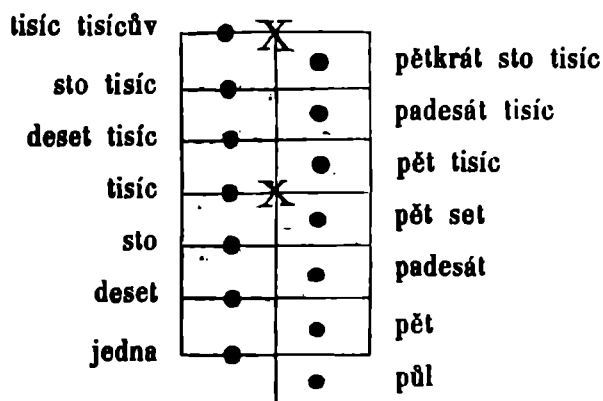 tisíc tisícův
X
pětkrát sto tisíc
sto tisíc
padesát tisíc
deset tisíc
pět tisíc
tisíc
X
pět set
sto
padesát
deset
pět
jedna
půl